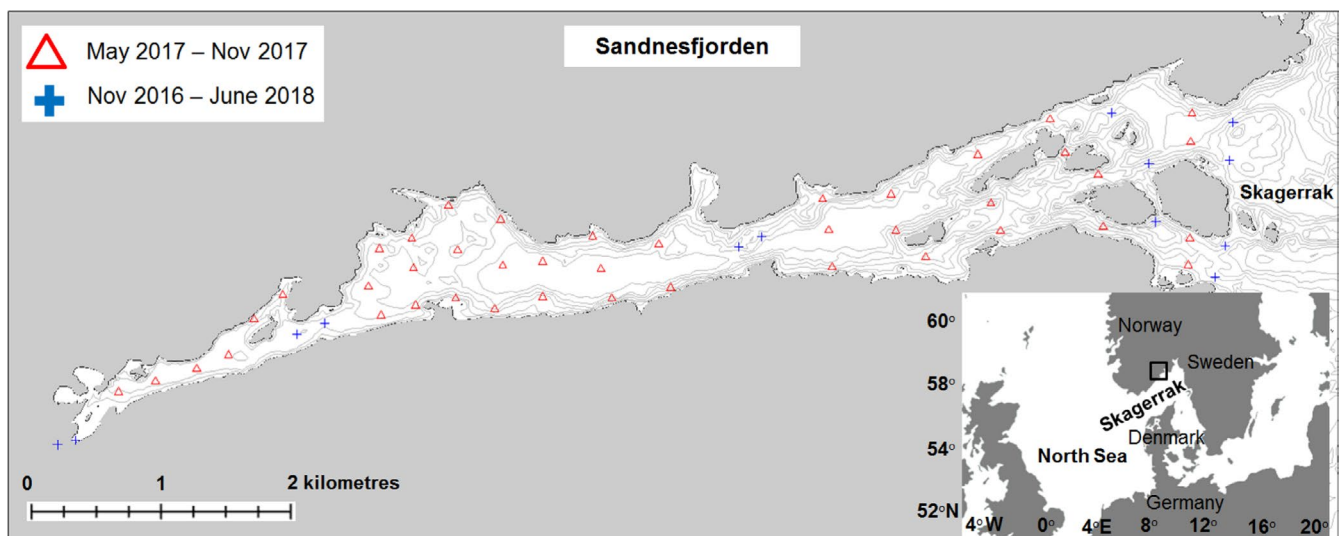 Sandnesfjorden
May 2017 – Nov 2017
Nov 2016 – June 2018
Skagerrak
0 1 2 kilometres
60°
Norway
Sweden
58°
Skagerrak
54°
Denmark
North Sea
Germany
52°N
4°W 0° 4°E 8° 12° 16° 20°